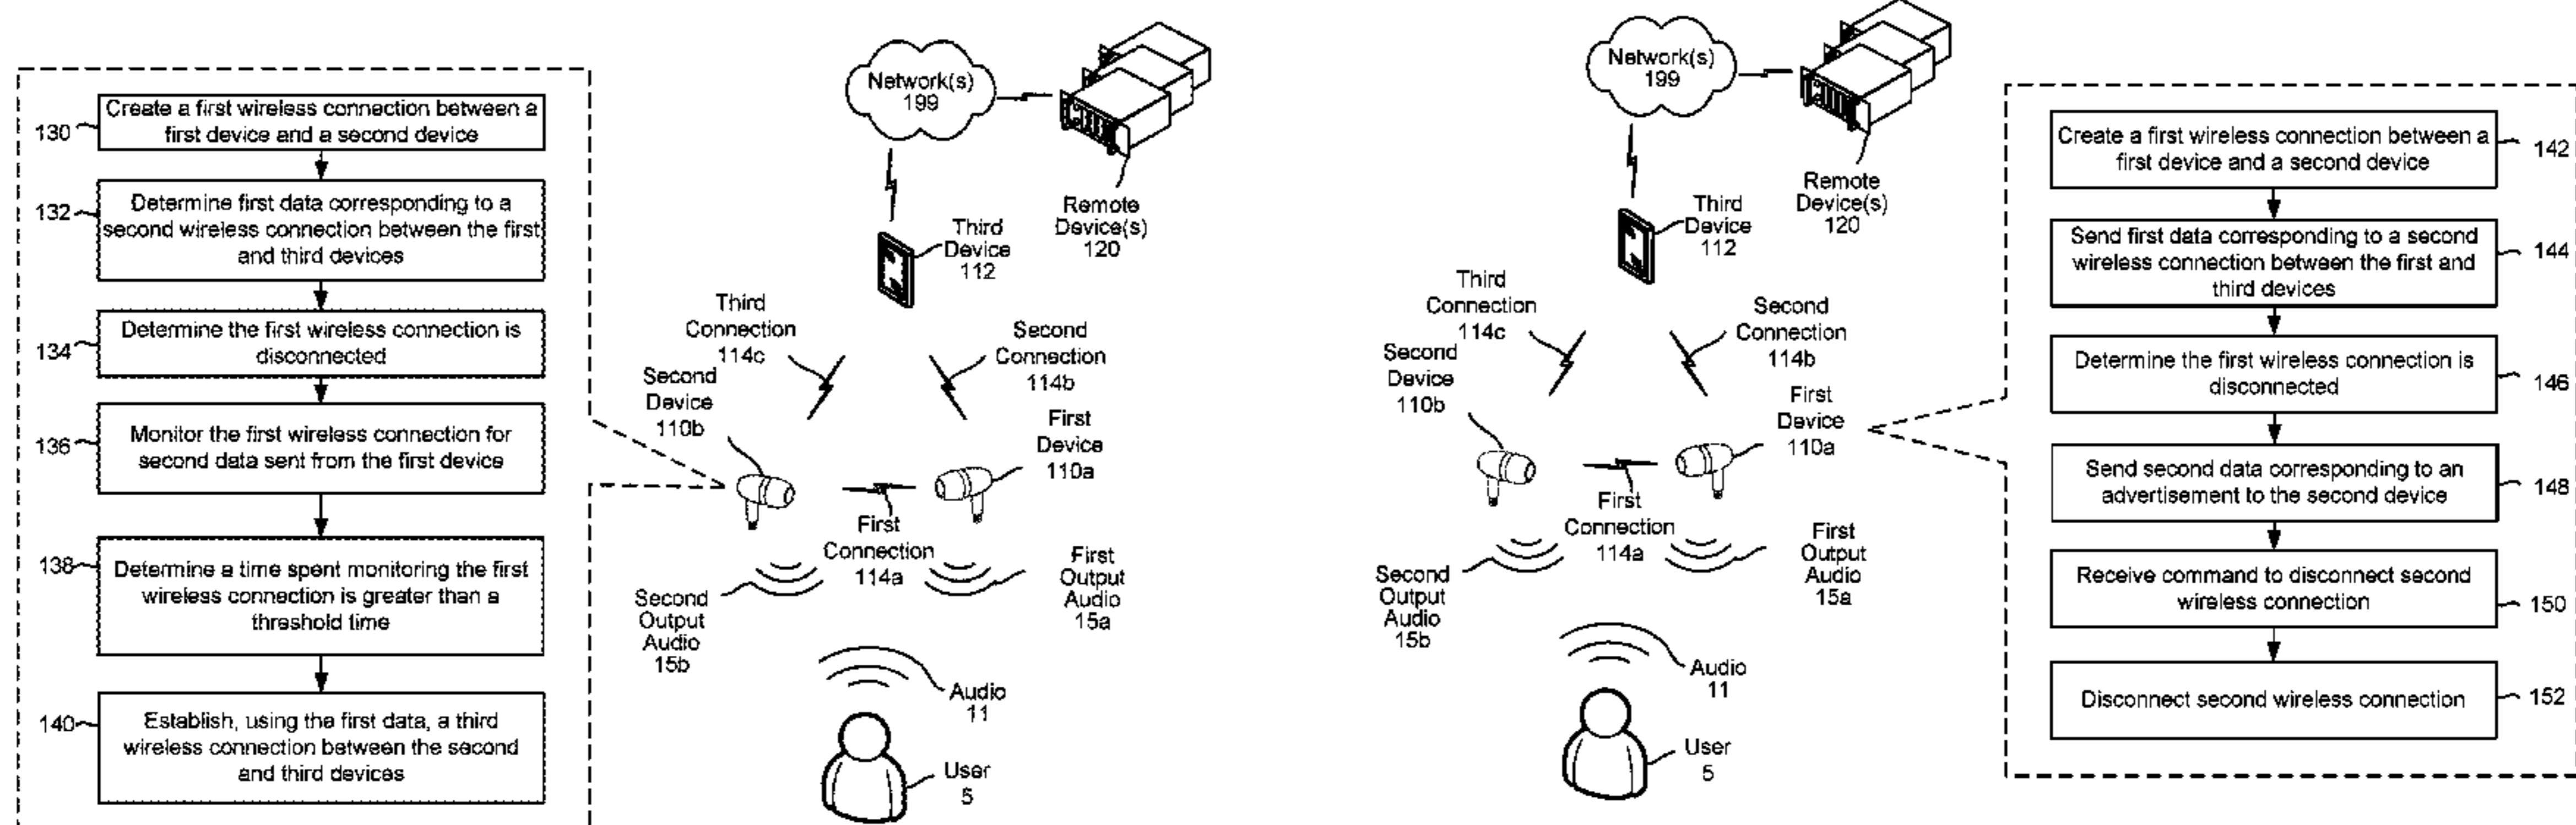 130
Create a first wireless connection between a
first device and a second device
132
Determine first data corresponding to a
second wireless connection between the first
and third devices
134
Determine the first wireless connection is
disconnected
136
Monitor the first wireless connection for
second data sent from the first device
138
Determine a time spent monitoring the first
wireless connection is greater than a
threshold time
140
Establish, using the first data, a third
wireless connection between the second
and third devices
Network(s)
199
Remote
Device(s)
120
Third
Device
112
Third
Connection
114c
Second
Connection
114b
Second
Device
110b
First
Device
110a
First
Connection
114a
Second
Output
Audio
15b
First
Output
Audio
15a
Audio
11
User
5
Network(s)
199
Remote
Device(s)
120
Third
Device
112
Third
Connection
114c
Second
Connection
114b
Second
Device
110b
First
Device
110a
First
Connection
114a
Second
Output
Audio
15b
First
Output
Audio
15a
Audio
11
User
5
Create a first wireless connection between a
first device and a second device
142
Send first data corresponding to a second
wireless connection between the first and
third devices
144
Determine the first wireless connection is
disconnected
146
Send second data corresponding to an
advertisement to the second device
148
Receive command to disconnect second
wireless connection
150
Disconnect second wireless connection
152